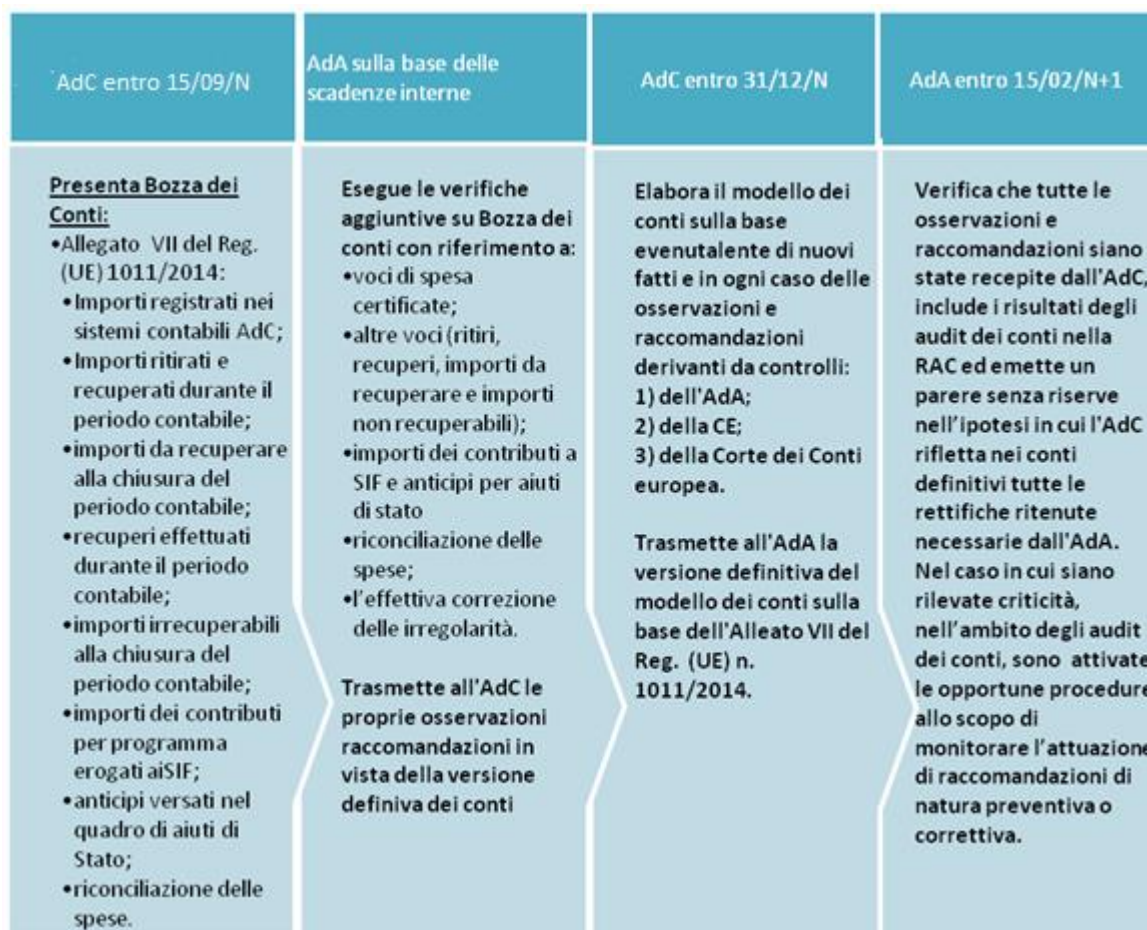 AdC entro 15/09/N
AdA sulla base delle
scadenze interne
AdC entro 31/12/N
AdA entro 15/02/N+1
Presenta Bozza dei
Conti:
•Allegato VII del Reg.
(UE) 1011/2014:
•Importi registrati nei
sistemi contabili AdC;
•Importi ritirati e
recuperati durante il
periodo contabile;
•importi da recuperare
alla chiusura del
periodo contabile;
•recuperi effettuati
durante il periodo
contabile;
•importi irrecuperabili
alla chiusura del
periodo contabile;
•importi dei contributi
per programma
erogati aiSIF;
•anticipi versati nel
quadro di aiuti di
Stato;
•riconciliazione delle
spese.
Esegue le verifiche
aggiuntive su Bozza dei
conti con riferimento a:
•voci di spesa
certificate;
•altre voci (ritiri,
recuperi, importi da
recuperare e importi
non recuperabili);
•importi dei contributi a
SIF e anticipi per aiuti
di stato
•riconciliazione delle
spese;
•l'effettiva correzione
delle irregolarità.
Trasmette all'AdC le
proprie osservazioni
raccomandazioni in
vista della versione
definiva dei conti
Elabora il modello dei
conti sulla base
evenutalente di nuovi
fatti e in ogni caso delle
osservazioni e
raccomandazioni
derivanti da controlli:
1) dell'AdA;
2) della CE;
3) della Corte dei Conti
europea.
Trasmette all'AdA la
versione definitiva del
modello dei conti sulla
base dell'Alleato VII del
Reg. (UE) n.
1011/2014.
Verifica che tutte le
osservazioni e
raccomandazioni siano
state recepite dall'AdC,
include i risultati degli
audit dei conti nella
RAC ed emette un
parere senza riserve
nell'ipotesi in cui l'AdC
rifletta nei conti
definitivi tutte le
rettifiche ritenute
necessarie dall'AdA.
Nel caso in cui siano
rilevate criticità,
nell'ambito degli audit
dei conti, sono attivate
le opportune procedure
allo scopo di
monitorare l'attuazione
di raccomandazioni di
natura preventiva o
correttiva.